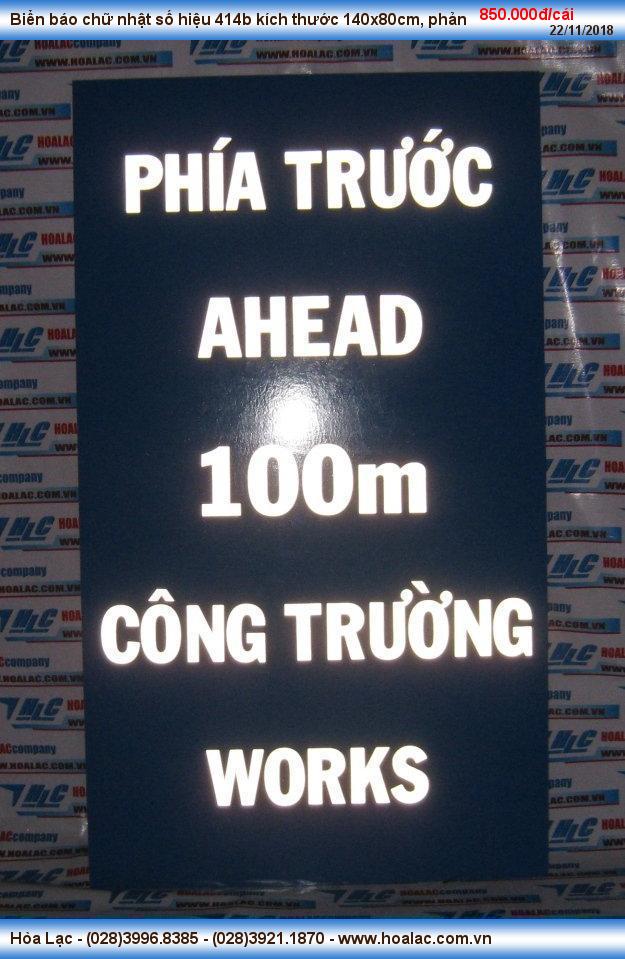 Biển báo chữ nhật số hiệu 414b kích thước 140x80cm, phản
850.000đ/cái
22/11/2018
PHÍA TRƯỚC
AHEAD
100m
CÔNG TRƯỜNG
WORKS
Hòa Lạc - (028)3996.8385 - (028)3921.1870 - www.hoalac.com.vn